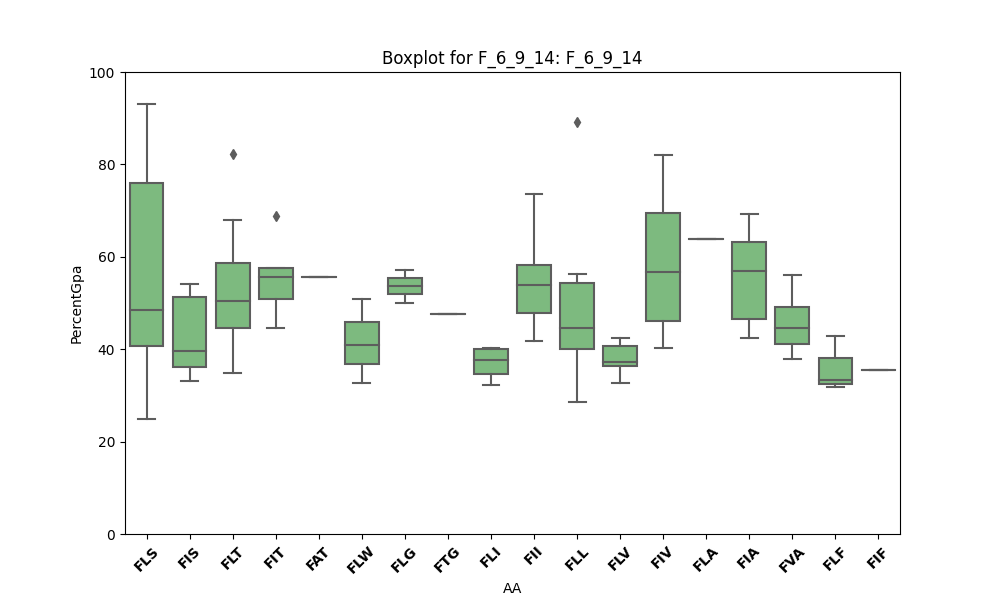 Boxplot for F_6_9_14: F_6_9_14
PercentGpa
100
80
60
40
20
0
FLS FIS FLT FIT FAT FLW FLG FTG FLI FII FLL FLV FIV FLA FIA FVA FLF FIF
AA